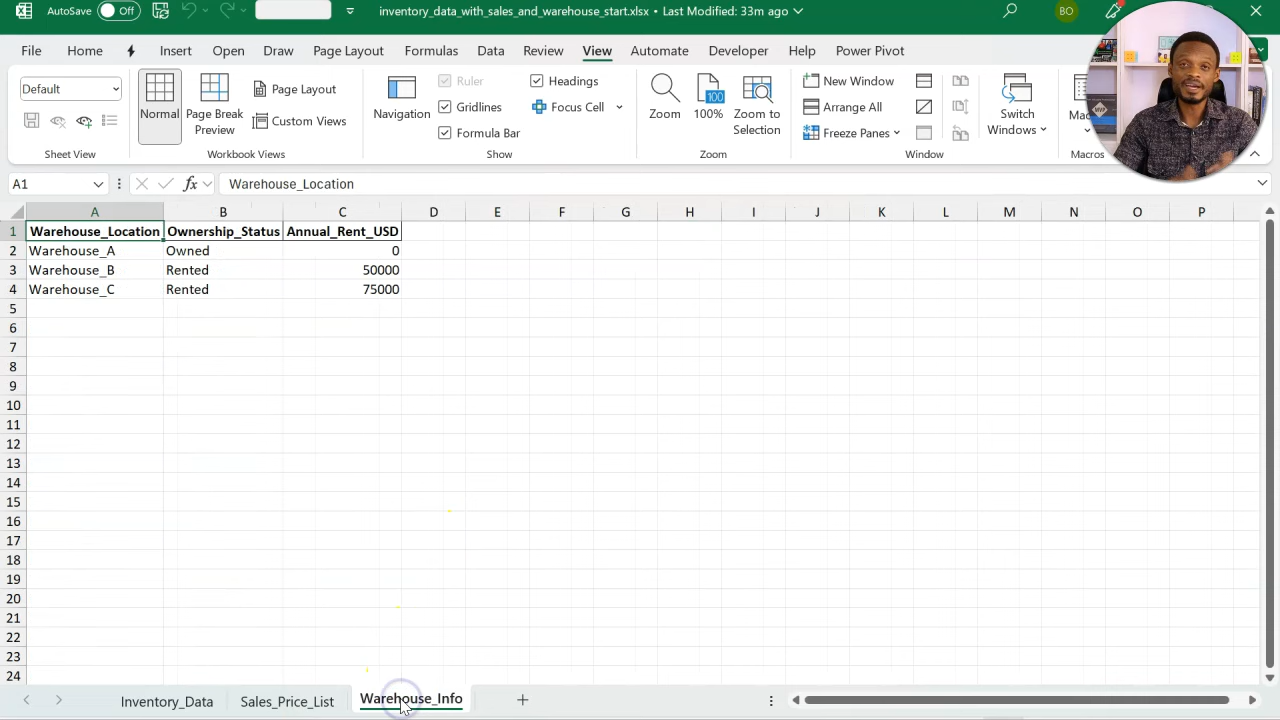 AutoSave Off inventory_data_with_sales_and_warehouse_start.xlsx • Last Modified: 33m ago BO
File Home Insert Open Draw Page Layout Formulas Data Review View Automate Developer Help Power Pivot
Default
Normal
Page Break Preview
Page Layout
Custom Views
Navigation
Ruler
Gridlines
Formula Bar
Headings
Focus Cell
Zoom
100
100%
Zoom to Selection
New Window
Arrange All
Freeze Panes
Switch Windows
Sheet View Workbook Views Show Zoom Window Macros
A1 fx Warehouse_Location
A B C D E F G H I J K L M N O P
1 Warehouse_Location Ownership_Status Annual_Rent_USD
2 Warehouse_A Owned 0
3 Warehouse_B Rented 50000
4 Warehouse_C Rented 75000
5
6
7
8
9
10
11
12
13
14
15
16
17
18
19
20
21
22
23
24
Inventory_Data Sales_Price_List Warehouse_Info